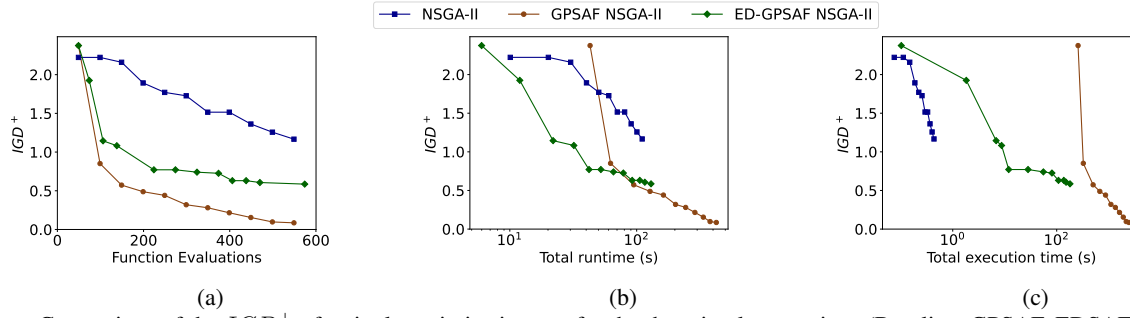 NSGA-II GPSAF NSGA-II ED-GPSAF NSGA-II
IGD+
2.0
1.5
1.0
0.5
0.0
0 200 400 600
Function Evaluations
(a)
IGD+
2.0
1.5
1.0
0.5
0.0
10^1 10^2
Total runtime (s)
(b)
IGD+
2.0
1.5
1.0
0.5
0.0
10^0 10^2
Total execution time (s)
(c)